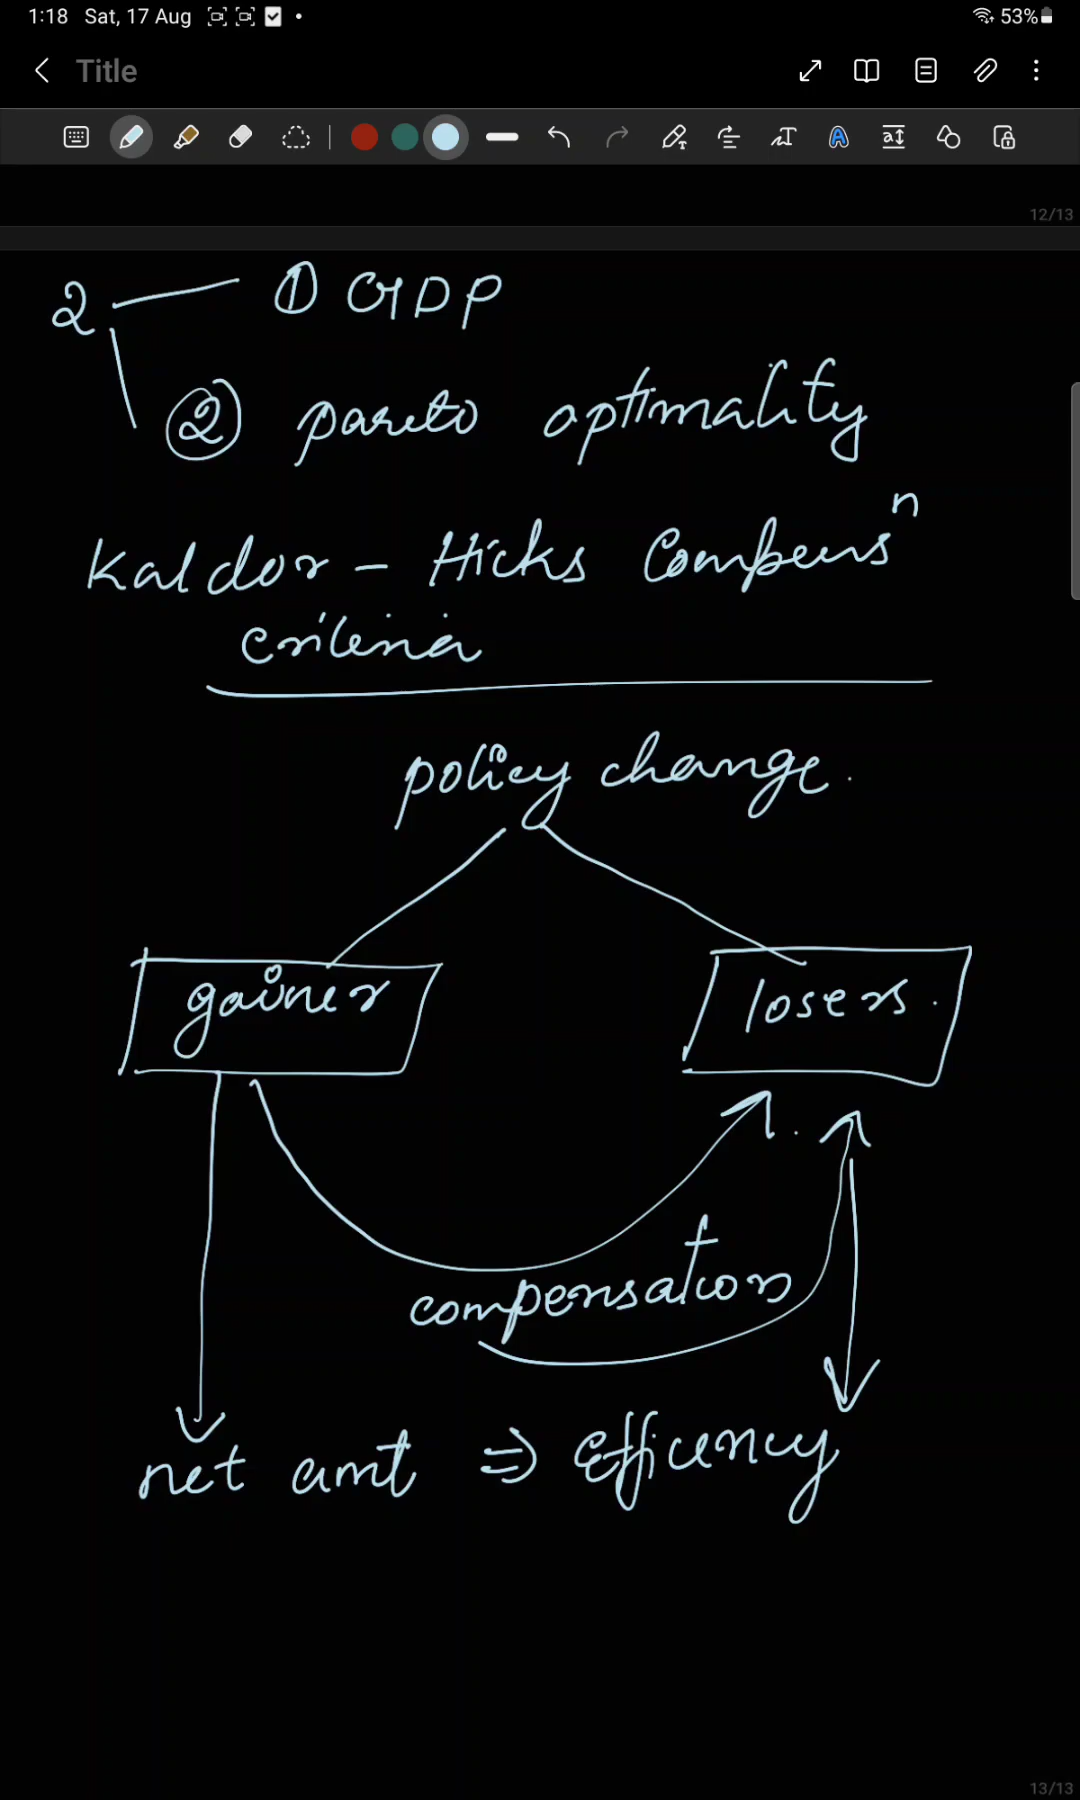 1:18 Sat, 17 Aug
53%
Title
12/13
2 ① GDP
② pareto optimality
Kaldor - Hicks Compensⁿ
criteria
policy change.
gainer
losers.
compensation
net amt ⇒ Efficiency
13/13